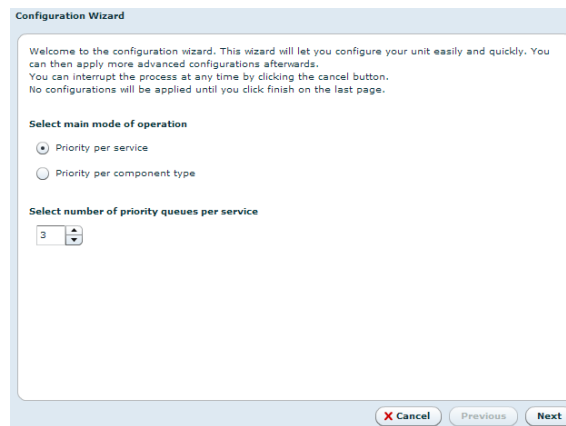 Configuration Wizard
Welcome to the configuration wizard. This wizard will let you configure your unit easily and quickly. You
can then apply more advanced configurations afterwards.
You can interrupt the process at any time by clicking the cancel button.
No configurations will be applied until you click finish on the last page.
Select main mode of operation
Priority per service
Priority per component type
Select number of priority queues per service
3
Cancel Previous Next